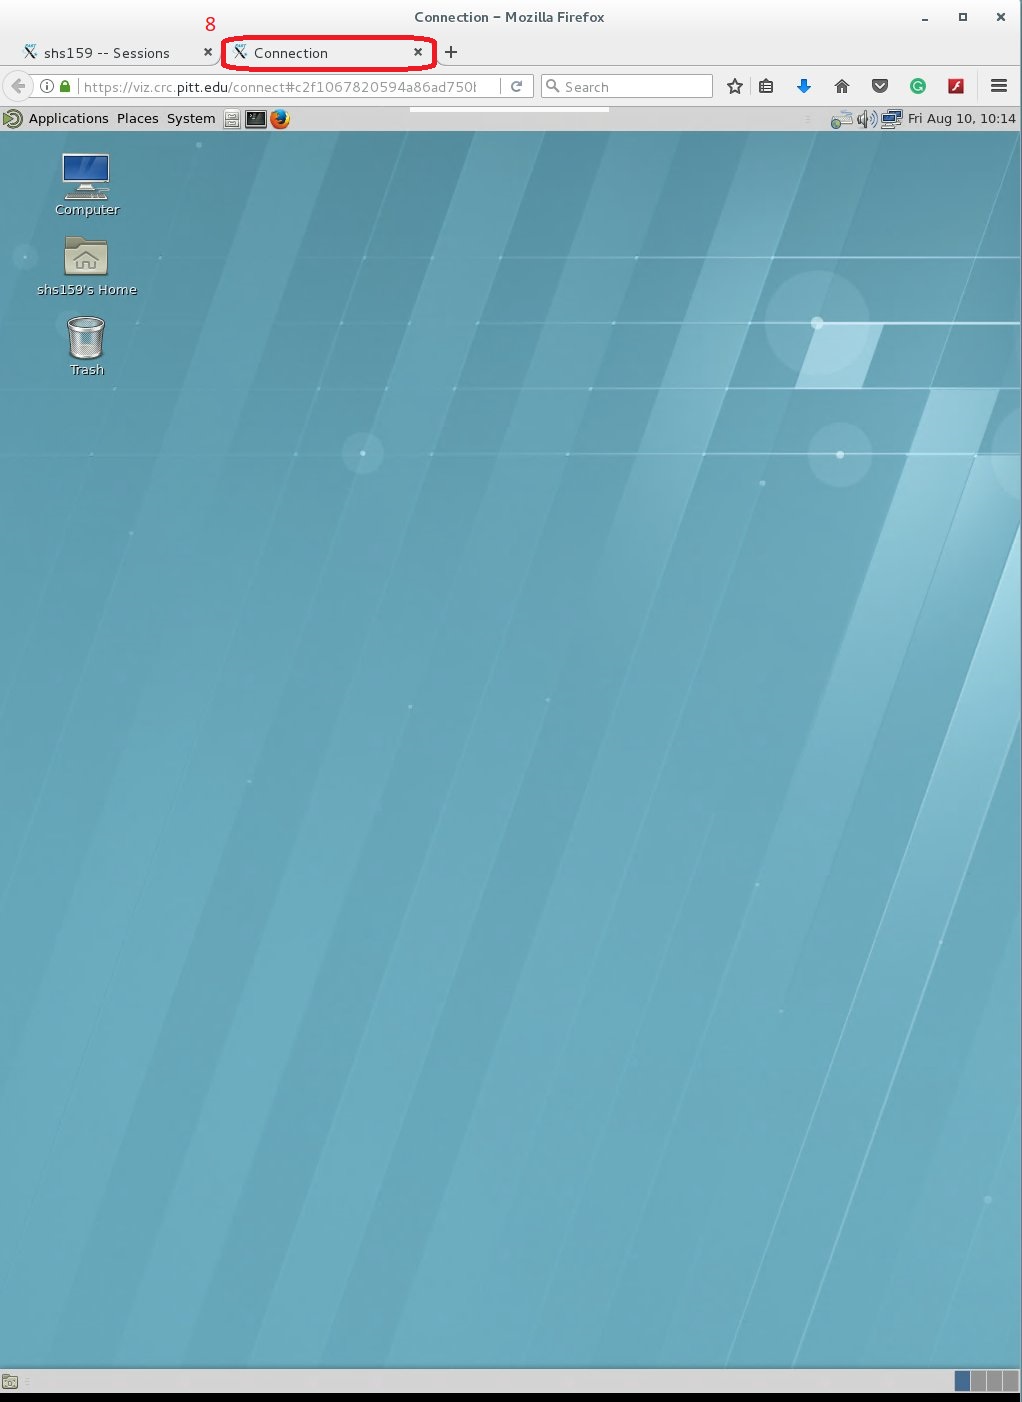 Connection – Mozilla Firefox
8
shs159 -- Sessions
Connection
https://viz.crc.pitt.edu/connect#c2f1067820594a86ad750
Search
Applications Places System
Fri Aug 10, 10:14
Computer
shs159's Home
Trash